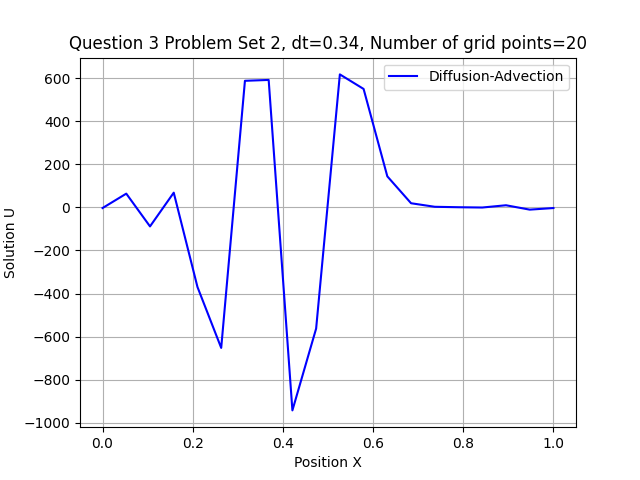 Question 3 Problem Set 2, dt=0.34, Number of grid points=20
Diffusion-Advection
600
400
200
0
−200
−400
−600
−800
−1000
Solution U
0.0 0.2 0.4 0.6 0.8 1.0
Position X